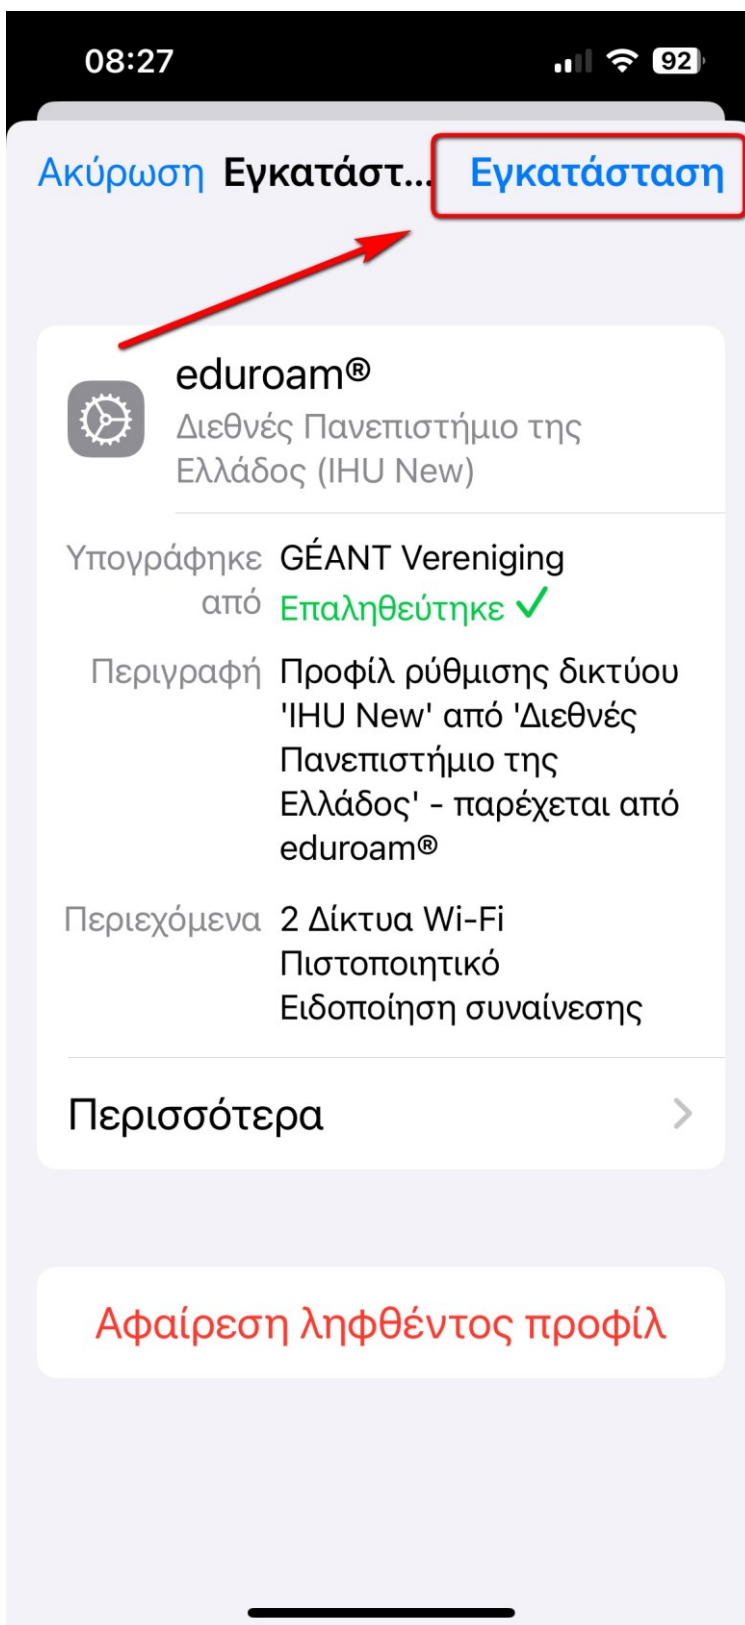 08:27 92
Ακύρωση Εγκατάστ... Εγκατάσταση
eduroam®
Διεθνές Πανεπιστήμιο της
Ελλάδος (IHU New)
Υπογράφηκε από GÉANT Vereniging
Επαληθεύτηκε ✓
Περιγραφή Προφίλ ρύθμισης δικτύου
'IHU New' από 'Διεθνές
Πανεπιστήμιο της
Ελλάδος' - παρέχεται από
eduroam®
Περιεχόμενα 2 Δίκτυα Wi-Fi
Πιστοποιητικό
Ειδοποίηση συναίνεσης
Περισσότερα
Αφαίρεση ληφθέντος προφίλ